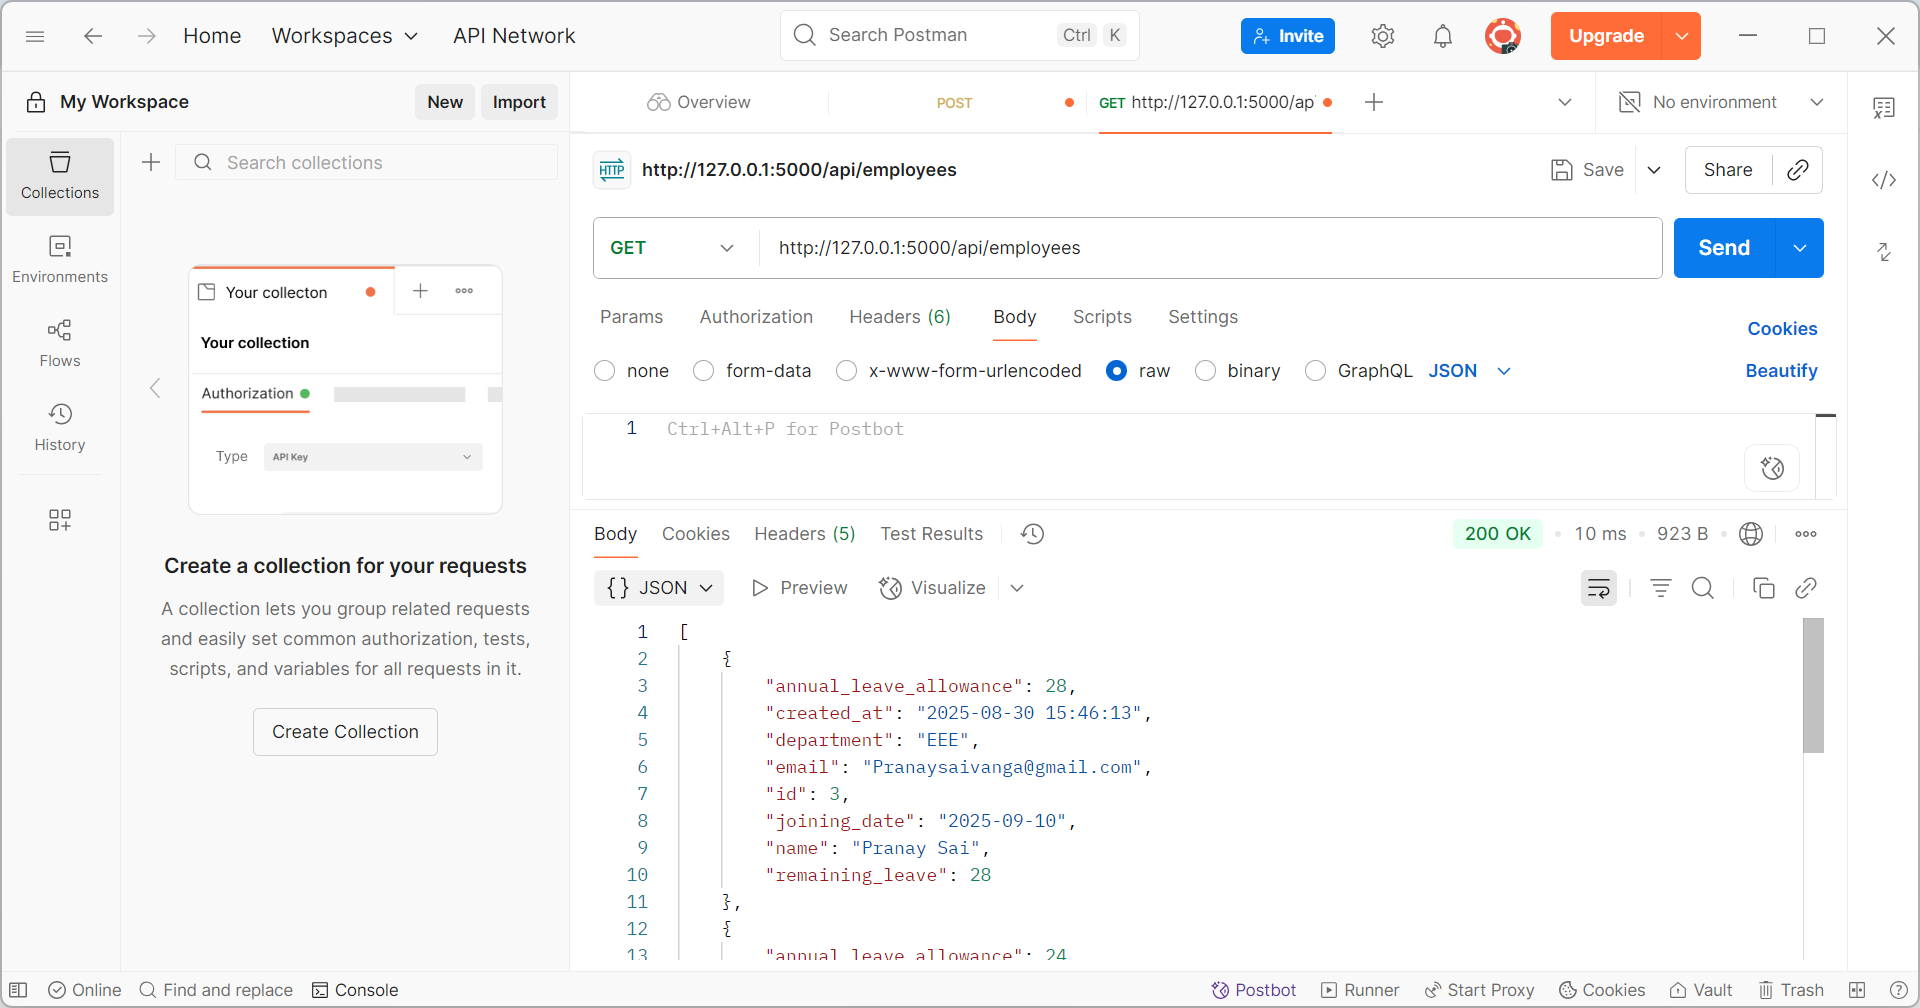 Home Workspaces API Network Search Postman Ctrl K Invite Upgrade
My Workspace New Import Overview POST GET http://127.0.0.1:5000/ap No environment
Collections
Search collections
http://127.0.0.1:5000/api/employees Save Share
Environments
GET http://127.0.0.1:5000/api/employees Send
Flows
History
Your collecton
Your collection
Authorization
Type API Key
Create a collection for your requests
A collection lets you group related requests
and easily set common authorization, tests,
scripts, and variables for all requests in it.
Create Collection
Params Authorization Headers (6) Body Scripts Settings Cookies
none form-data x-www-form-urlencoded raw binary GraphQL JSON Beautify
1 Ctrl+Alt+P for Postbot
Body Cookies Headers (5) Test Results 200 OK • 10 ms • 923 B •
{} JSON Preview Visualize
1 [
2 {
3 "annual_leave_allowance": 28,
4 "created_at": "2025-08-30 15:46:13",
5 "department": "EEE",
6 "email": "Pranaysaivanga@gmail.com",
7 "id": 3,
8 "joining_date": "2025-09-10",
9 "name": "Pranay Sai",
10 "remaining_leave": 28
11 },
12 {
13 "annual_leave_allowance": 24
Online Find and replace Console Postbot Runner Start Proxy Cookies Vault Trash